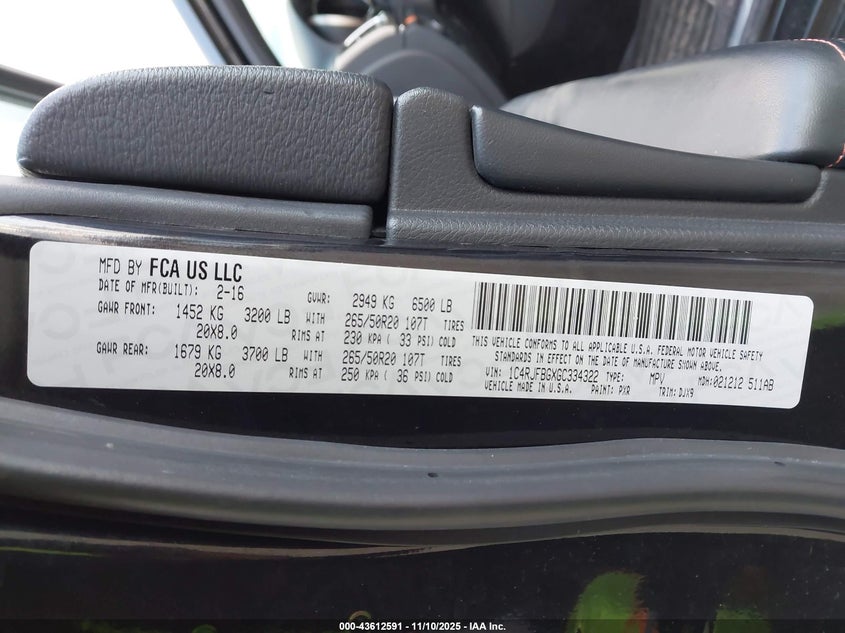 MFD BY FCA US LLC
DATE OF MFR(BUILT): 2-16 GVWR: 2949 KG 6500 LB
GAWR FRONT: 1452 KG 3200 LB WITH 265/50R20 107T TIRES
20X8.0 RIMS AT 230 KPA ( 33 PSI) COLD
GAWR REAR: 1679 KG 3700 LB WITH 265/50R20 107T TIRES
20X8.0 RIMS AT 250 KPA ( 36 PSI) COLD
THIS VEHICLE CONFORMS TO ALL APPLICABLE U.S.A. FEDERAL MOTOR VEHICLE SAFETY
STANDARDS IN EFFECT ON THE DATE OF MANUFACTURE SHOWN ABOVE.
VIN: 1C4RJFBGXGC334322 TYPE: MPV MDH:021212 511AB
VEHICLE MADE IN U.S.A. PAINT: PXR TRIM: DJX9
000-43612591 - 11/10/2025 - IAA Inc.